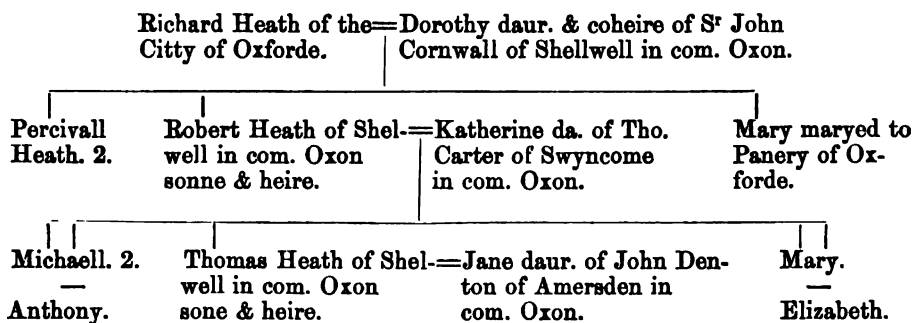 Richard Heath of the=Dorothy daur. & coheire of Sʳ John
Citty of Oxforde. Cornwall of Shellwell in com. Oxon.
Percivall Robert Heath of Shel-=Katherine da. of Tho. Mary maryed to
Heath. 2. well in com. Oxon Carter of Swyncome Panery of Ox-
sonne & heire. in com. Oxon. forde.
Michaell. 2. Thomas Heath of Shel-=Jane daur. of John Den- Mary.
— well in com. Oxon ton of Amersden in —
Anthony. sone & heire. com. Oxon. Elizabeth.